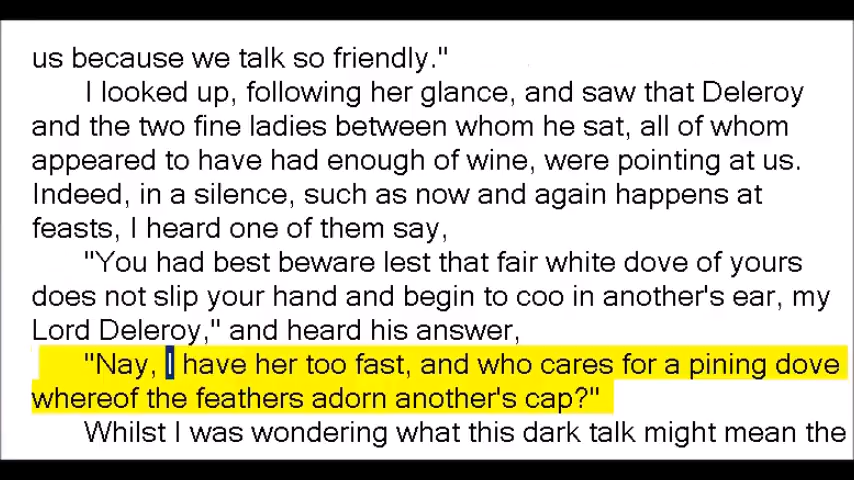 us because we talk so friendly."
I looked up, following her glance, and saw that Deleroy
and the two fine ladies between whom he sat, all of whom
appeared to have had enough of wine, were pointing at us.
Indeed, in a silence, such as now and again happens at
feasts, I heard one of them say,
"You had best beware lest that fair white dove of yours
does not slip your hand and begin to coo in another's ear, my
Lord Deleroy," and heard his answer,
"Nay, I have her too fast, and who cares for a pining dove
whereof the feathers adorn another's cap?"
Whilst I was wondering what this dark talk might mean the